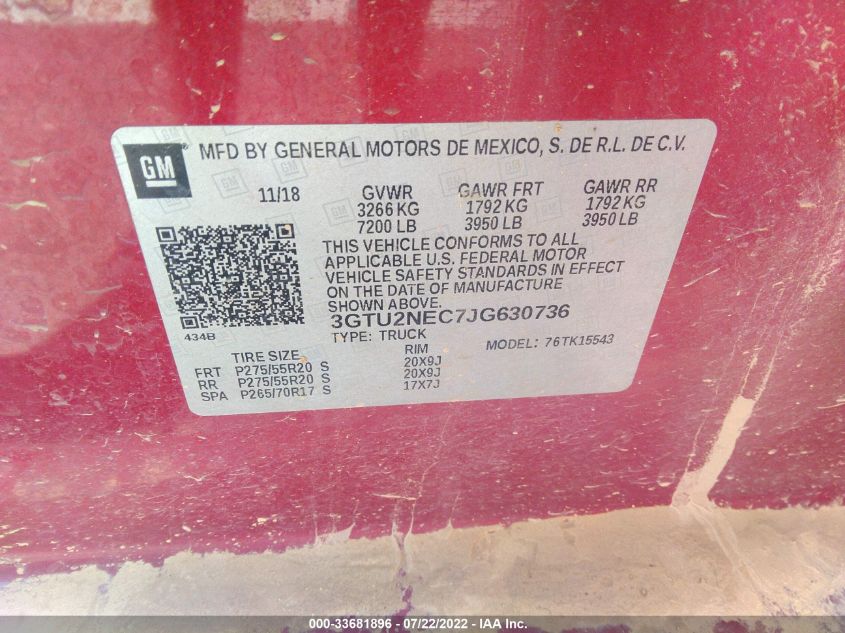 GM MFD BY GENERAL MOTORS DE MEXICO, S. DE R.L. DE C.V.
11/18 GVWR GAWR FRT GAWR RR
3266 KG 1792 KG 1792 KG
7200 LB 3950 LB 3950 LB
THIS VEHICLE CONFORMS TO ALL
APPLICABLE U.S. FEDERAL MOTOR
VEHICLE SAFETY STANDARDS IN EFFECT
ON THE DATE OF MANUFACTURE
SHOWN ABOVE.
434B 3GTU2NEC7JG630736
TYPE: TRUCK MODEL: 76TK15543
TIRE SIZE RIM
FRT P275/55R20 S 20X9J
RR P275/55R20 S 20X9J
SPA P265/70R17 S 17X7J
000-33681896 - 07/22/2022 - IAA Inc.